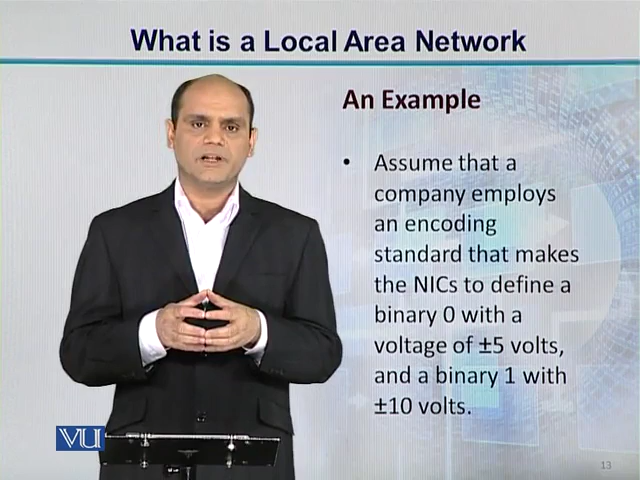 What is a Local Area Network
An Example
• Assume that a
company employs
an encoding
standard that makes
the NICs to define a
binary 0 with a
voltage of ±5 volts,
and a binary 1 with
±10 volts.
VU
13